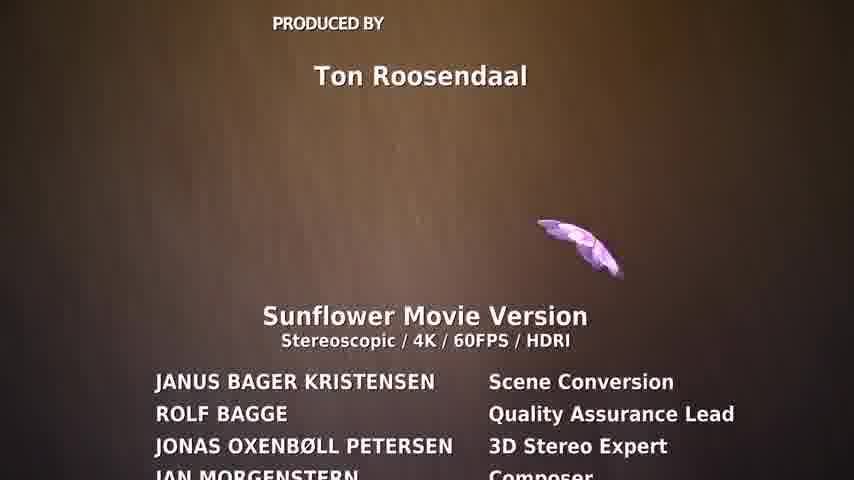 PRODUCED BY
Ton Roosendaal
Sunflower Movie Version
Stereoscopic / 4K / 60FPS / HDRI
JANUS BAGER KRISTENSEN Scene Conversion
ROLF BAGGE Quality Assurance Lead
JONAS OXENBØLL PETERSEN 3D Stereo Expert
JAN MORGENSTERN Composer